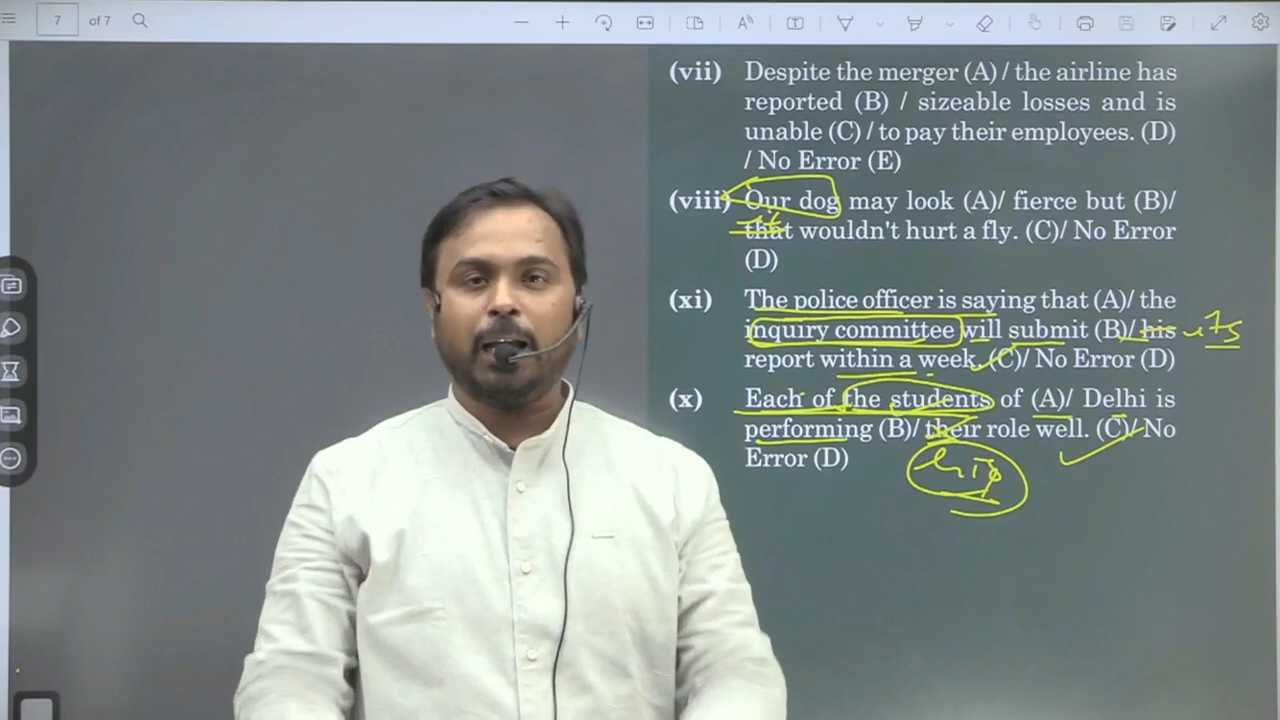 7 of 7
(vii) Despite the merger (A) / the airline has
reported (B) / sizeable losses and is
unable (C) / to pay their employees. (D)
/ No Error (E)
(viii) Our dog may look (A)/ fierce but (B)/
it
that wouldn't hurt a fly. (C)/ No Error
(D)
(xi) The police officer is saying that (A)/ the
inquiry committee will submit (B)/ his its
report within a week. (C)/ No Error (D)
(x) Each of the students of (A)/ Delhi is
performing (B)/ their role well. (C)/ No
Error (D)
his